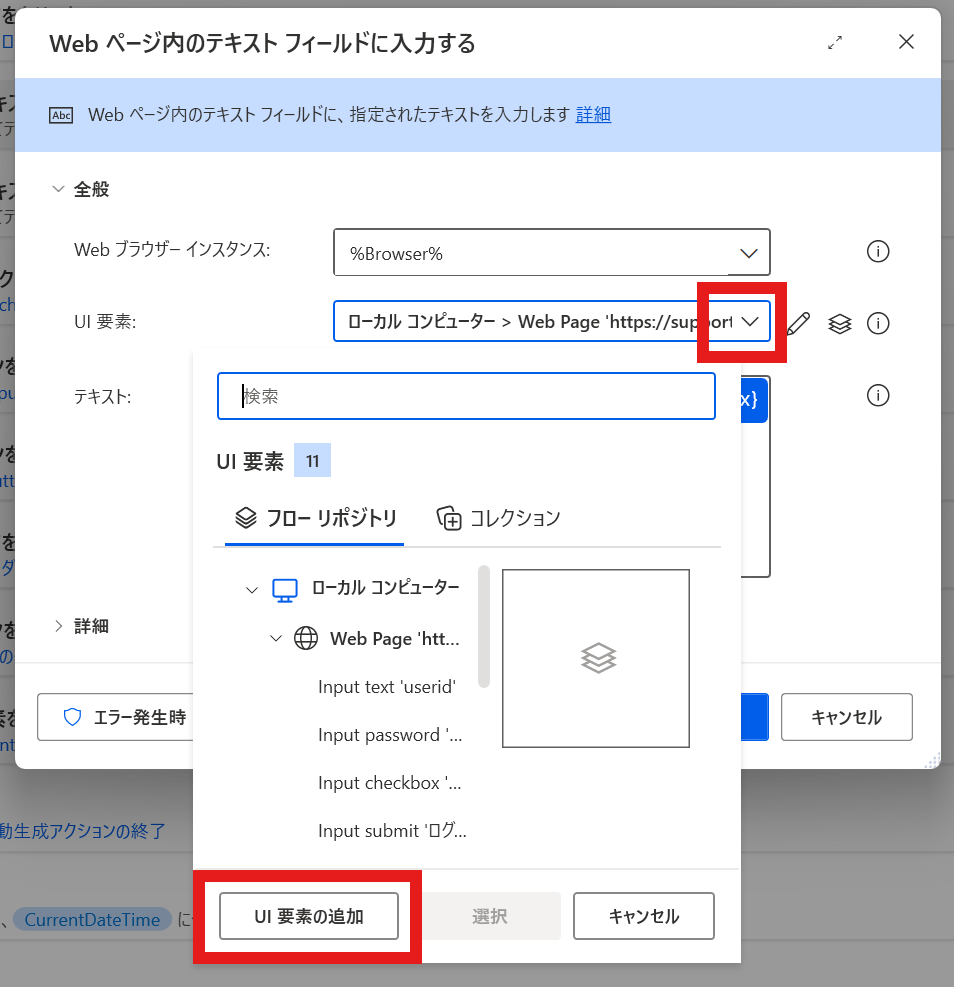 Web ページ内のテキスト フィールドに入力する
Abc Web ページ内のテキスト フィールドに、指定されたテキストを入力します 詳細
全般
Web ブラウザー インスタンス: %Browser%
UI 要素: ローカル コンピューター > Web Page 'https://support
テキスト: x}
検索
UI 要素 11
フロー リポジトリ コレクション
ローカル コンピューター
Web Page 'htt...
Input text 'userid'
Input password '...
Input checkbox '...
Input submit 'ログ...
詳細
エラー発生時 キャンセル
UI 要素の追加 選択 キャンセル
動生成アクションの終了
、 CurrentDateTime に